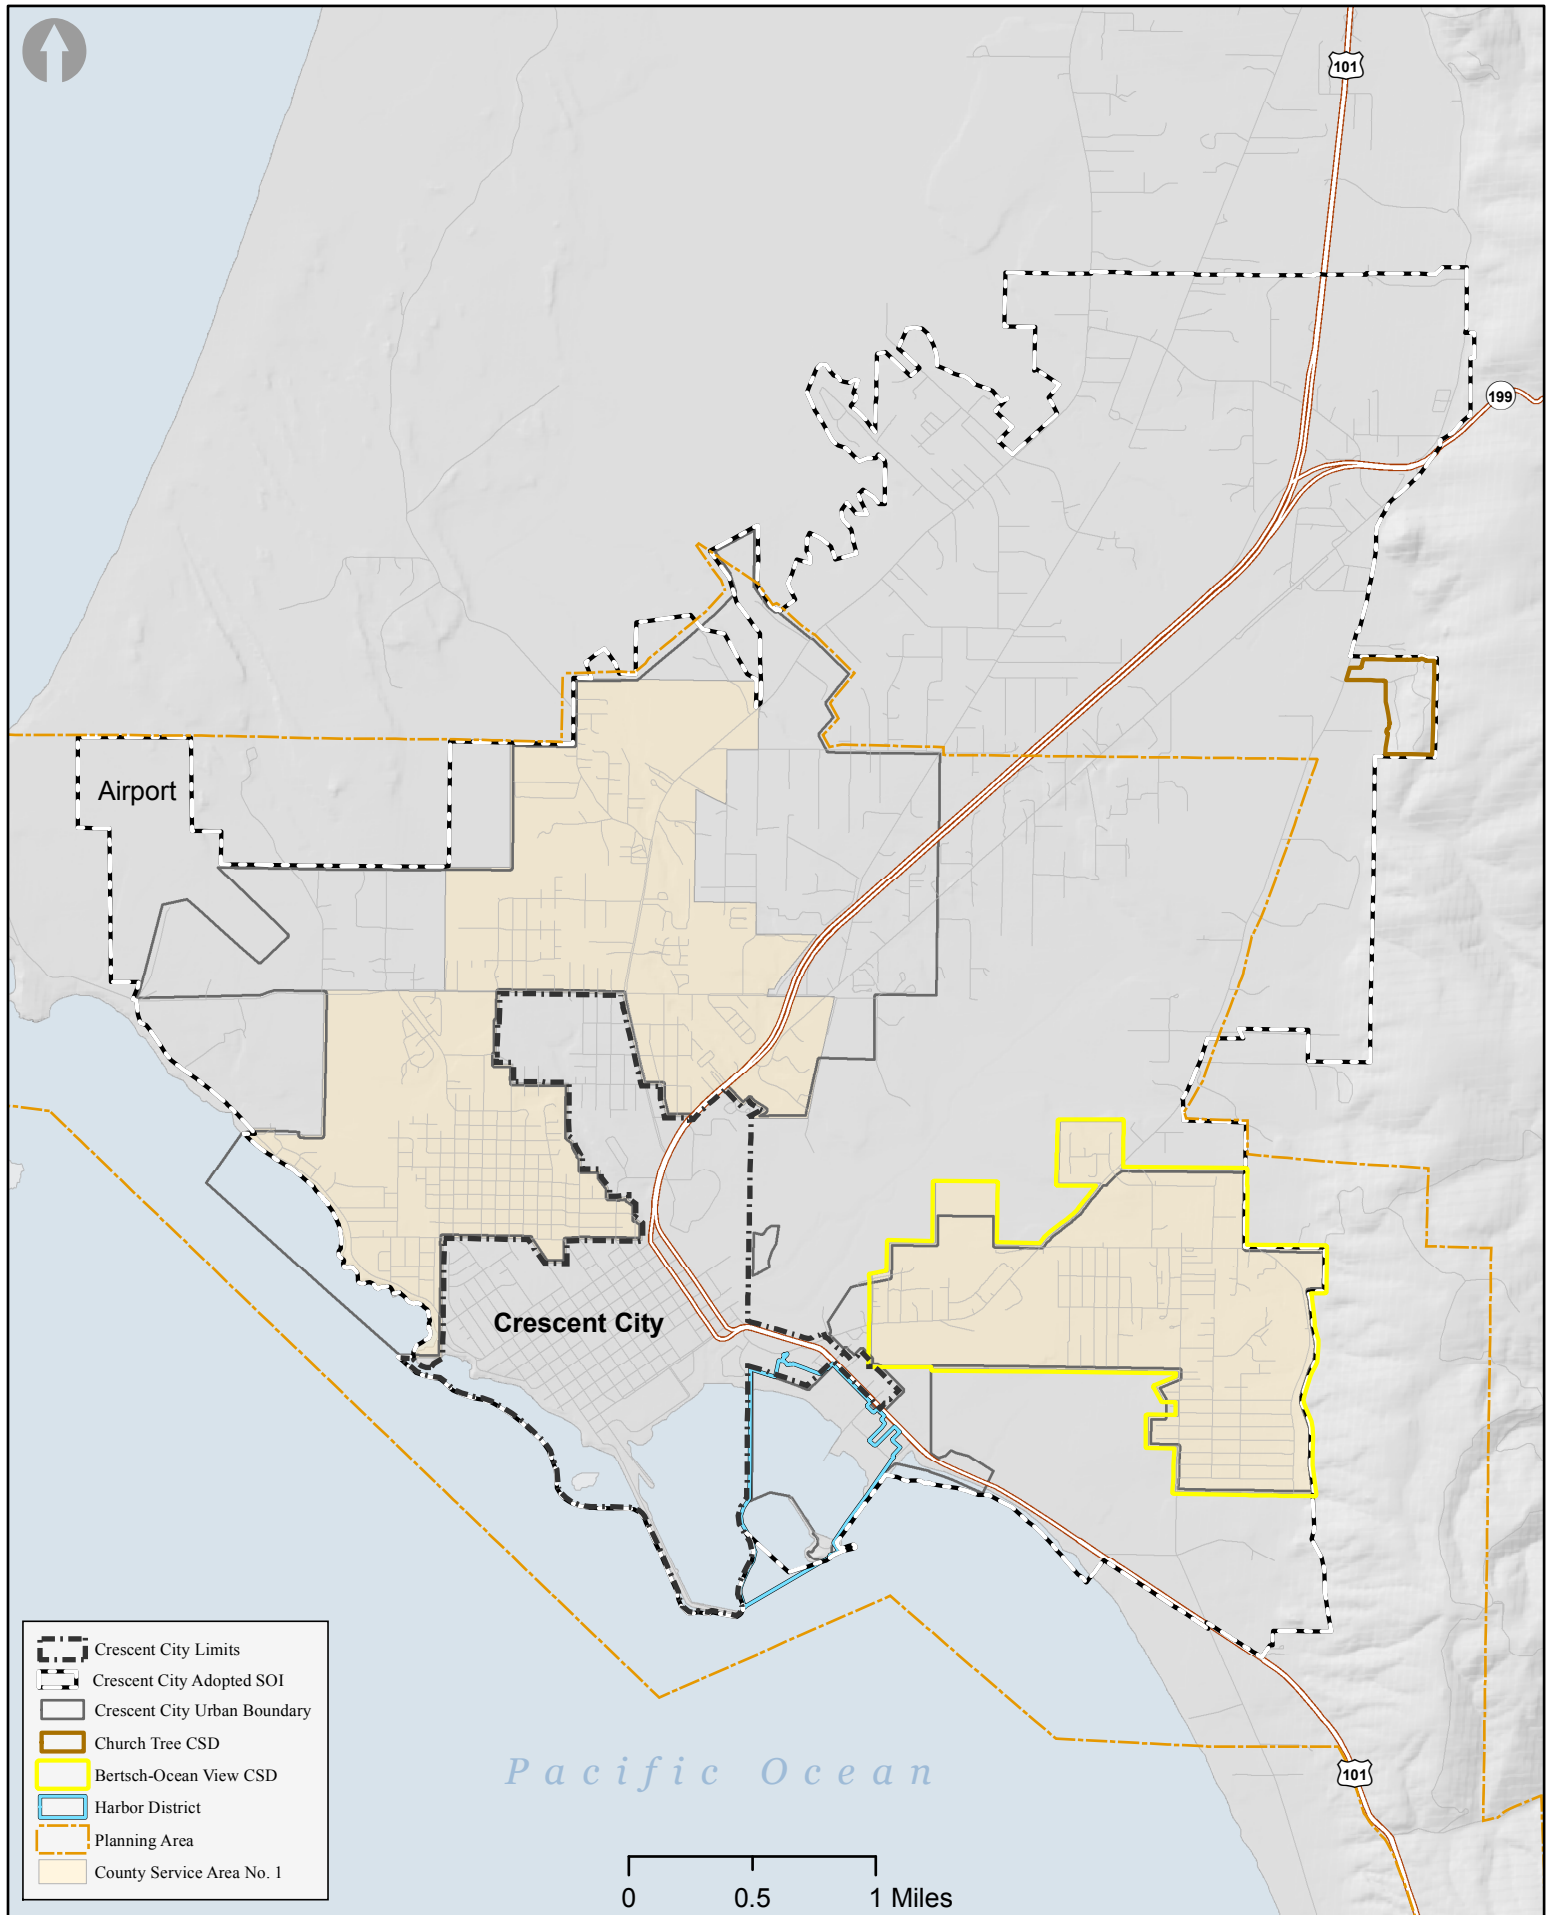 101
199
Airport
Crescent City
Crescent City Limits
Crescent City Adopted SOI
Crescent City Urban Boundary
Church Tree CSD
Bertsch-Ocean View CSD
Harbor District
Planning Area
County Service Area No. 1
Pacific Ocean
101
0 0.5 1 Miles